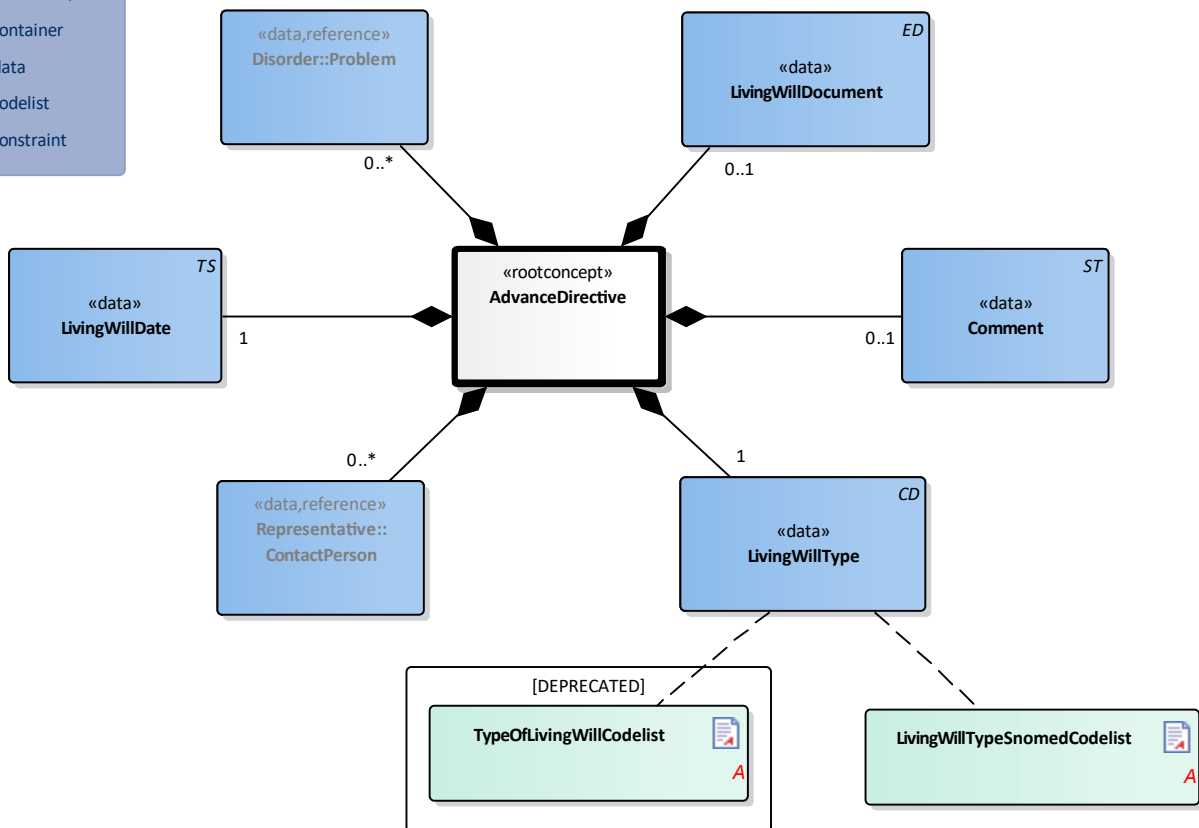 ontainer
ata
odelist
onstraint
«data,reference»
Disorder::Problem
0..*
ED
«data»
LivingWillDocument
0..1
TS
«data»
LivingWillDate
1
«rootconcept»
AdvanceDirective
ST
«data»
Comment
0..1
0..*
«data,reference»
Representative::
ContactPerson
1
CD
«data»
LivingWillType
[DEPRECATED]
TypeOfLivingWillCodelist
A
LivingWillTypeSnomedCodelist
A